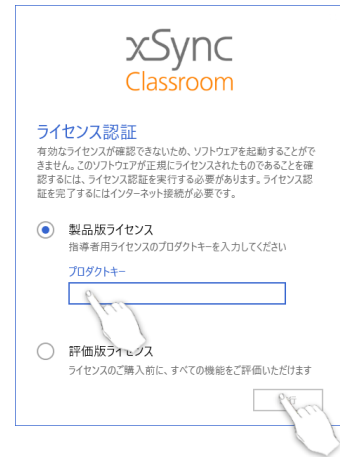 xSync
Classroom
ライセンス認証
有効なライセンスが確認できないため、ソフトウェアを起動することがで
きません。このソフトウェアが正規にライセンスされたものであることを確
認するには、ライセンス認証を実行する必要があります。ライセンス認
証を完了するにはインターネット接続が必要です。
製品版ライセンス
指導者用ライセンスのプロダクトキーを入力してください
プロダクトキー
評価版ライセンス
ライセンスのご購入前に、すべての機能をご評価いただけます